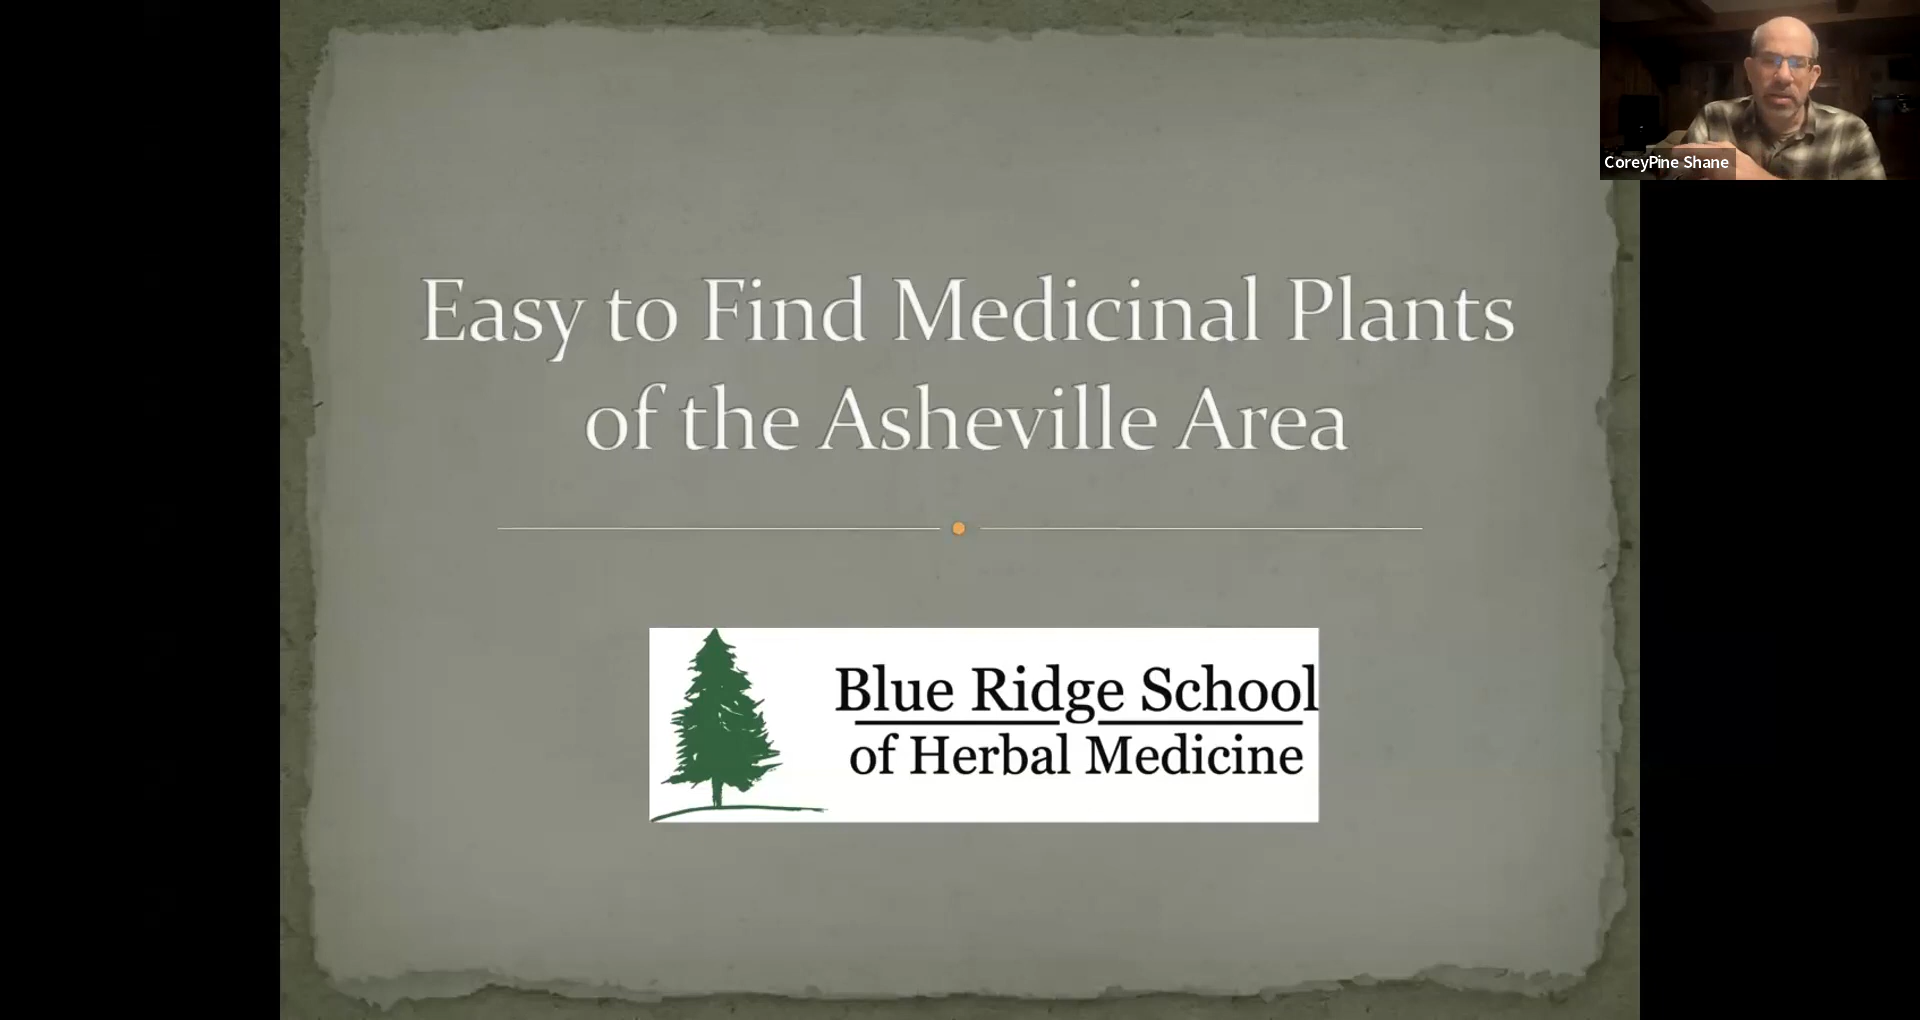 Easy to Find Medicinal Plants
of the Asheville Area
Blue Ridge School
of Herbal Medicine
CoreyPine Shane